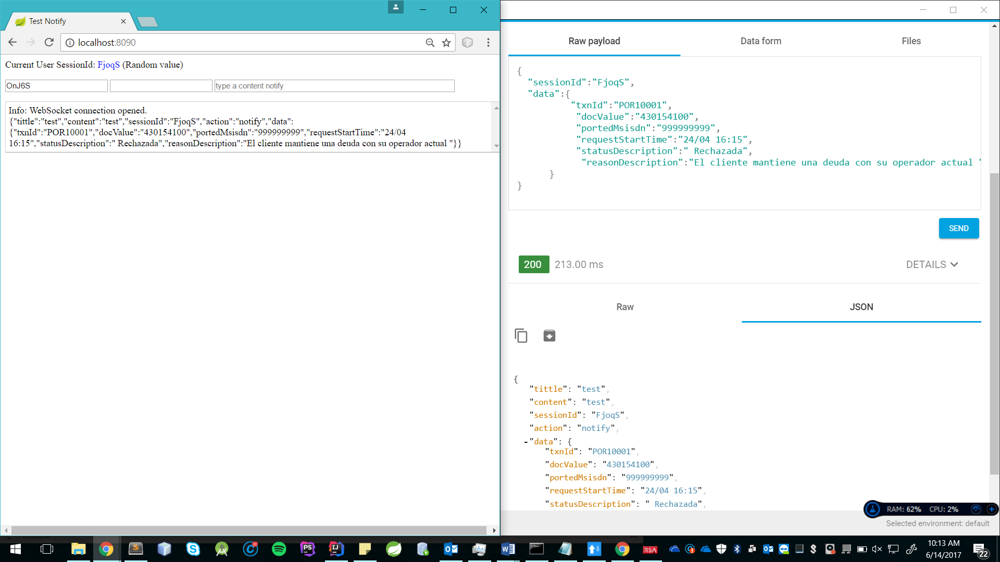 Test Notify
localhost:8090
Current User SessionId: FjoqS (Random value)
OnJ6S
type a content notify
Info: WebSocket connection opened.
{"tittle":"test","content":"test","sessionId":"FjoqS","action":"notify","data":
{"txnId":"POR10001","docValue":"430154100","portedMsisdn":"999999999","requestStartTime":"24/04
16:15","statusDescription":" Rechazada","reasonDescription":"El cliente mantiene una deuda con su operador actual "}}
Raw payload
Data form
Files
{
"sessionId":"FjoqS",
"data":{
"txnId":"POR10001",
"docValue":"430154100",
"portedMsisdn":"999999999",
"requestStartTime":"24/04 16:15",
"statusDescription":" Rechazada",
"reasonDescription":"El cliente mantiene una deuda con su operador actual "
}
}
SEND
200 213.00 ms
DETAILS
Raw
JSON
{
"tittle": "test",
"content": "test",
"sessionId": "FjoqS",
"action": "notify",
-"data": {
"txnId": "POR10001",
"docValue": "430154100",
"portedMsisdn": "999999999",
"requestStartTime": "24/04 16:15",
"statusDescription": " Rechazada",
RAM: 62% CPU: 2%
Selected environment: default
Console
PS
IJ
RSA
10:13 AM
6/14/2017
22